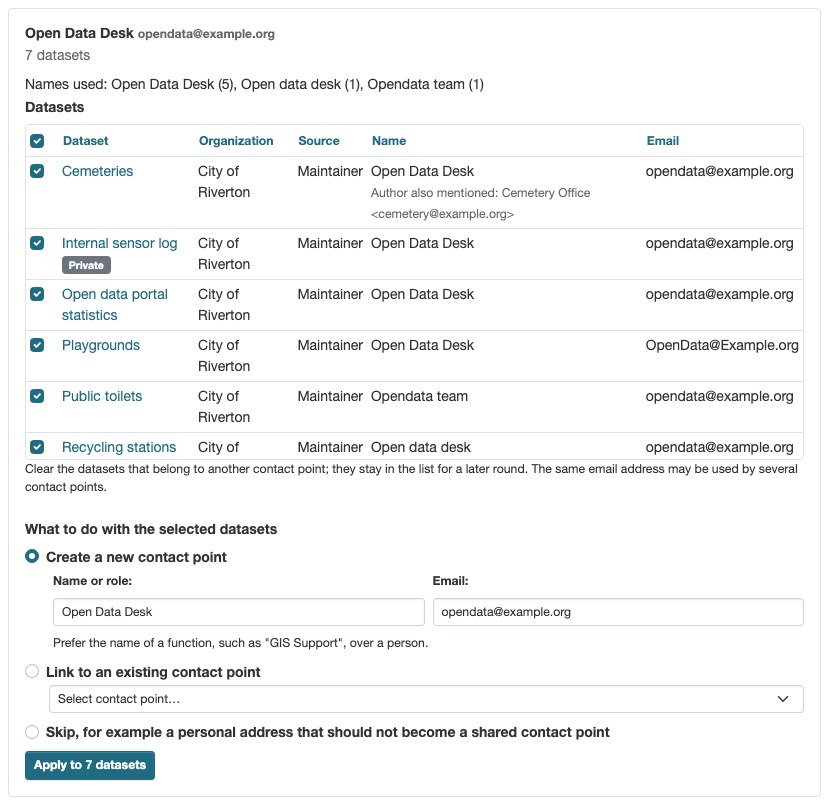 Open Data Desk opendata@example.org
7 datasets
Names used: Open Data Desk (5), Open data desk (1), Opendata team (1)
Datasets
Dataset Organization Source Name Email
Cemeteries City of Riverton Maintainer Open Data Desk opendata@example.org
Author also mentioned: Cemetery Office
<cemetery@example.org>
Internal sensor log City of Riverton Maintainer Open Data Desk opendata@example.org
Private
Open data portal statistics City of Riverton Maintainer Open Data Desk opendata@example.org
Playgrounds City of Riverton Maintainer Open Data Desk OpenData@Example.org
Public toilets City of Riverton Maintainer Opendata team opendata@example.org
Recycling stations City of Maintainer Open data desk opendata@example.org
Clear the datasets that belong to another contact point; they stay in the list for a later round. The same email address may be used by several
contact points.
What to do with the selected datasets
Create a new contact point
Name or role: Email:
Open Data Desk opendata@example.org
Prefer the name of a function, such as "GIS Support", over a person.
Link to an existing contact point
Select contact point...
Skip, for example a personal address that should not become a shared contact point
Apply to 7 datasets